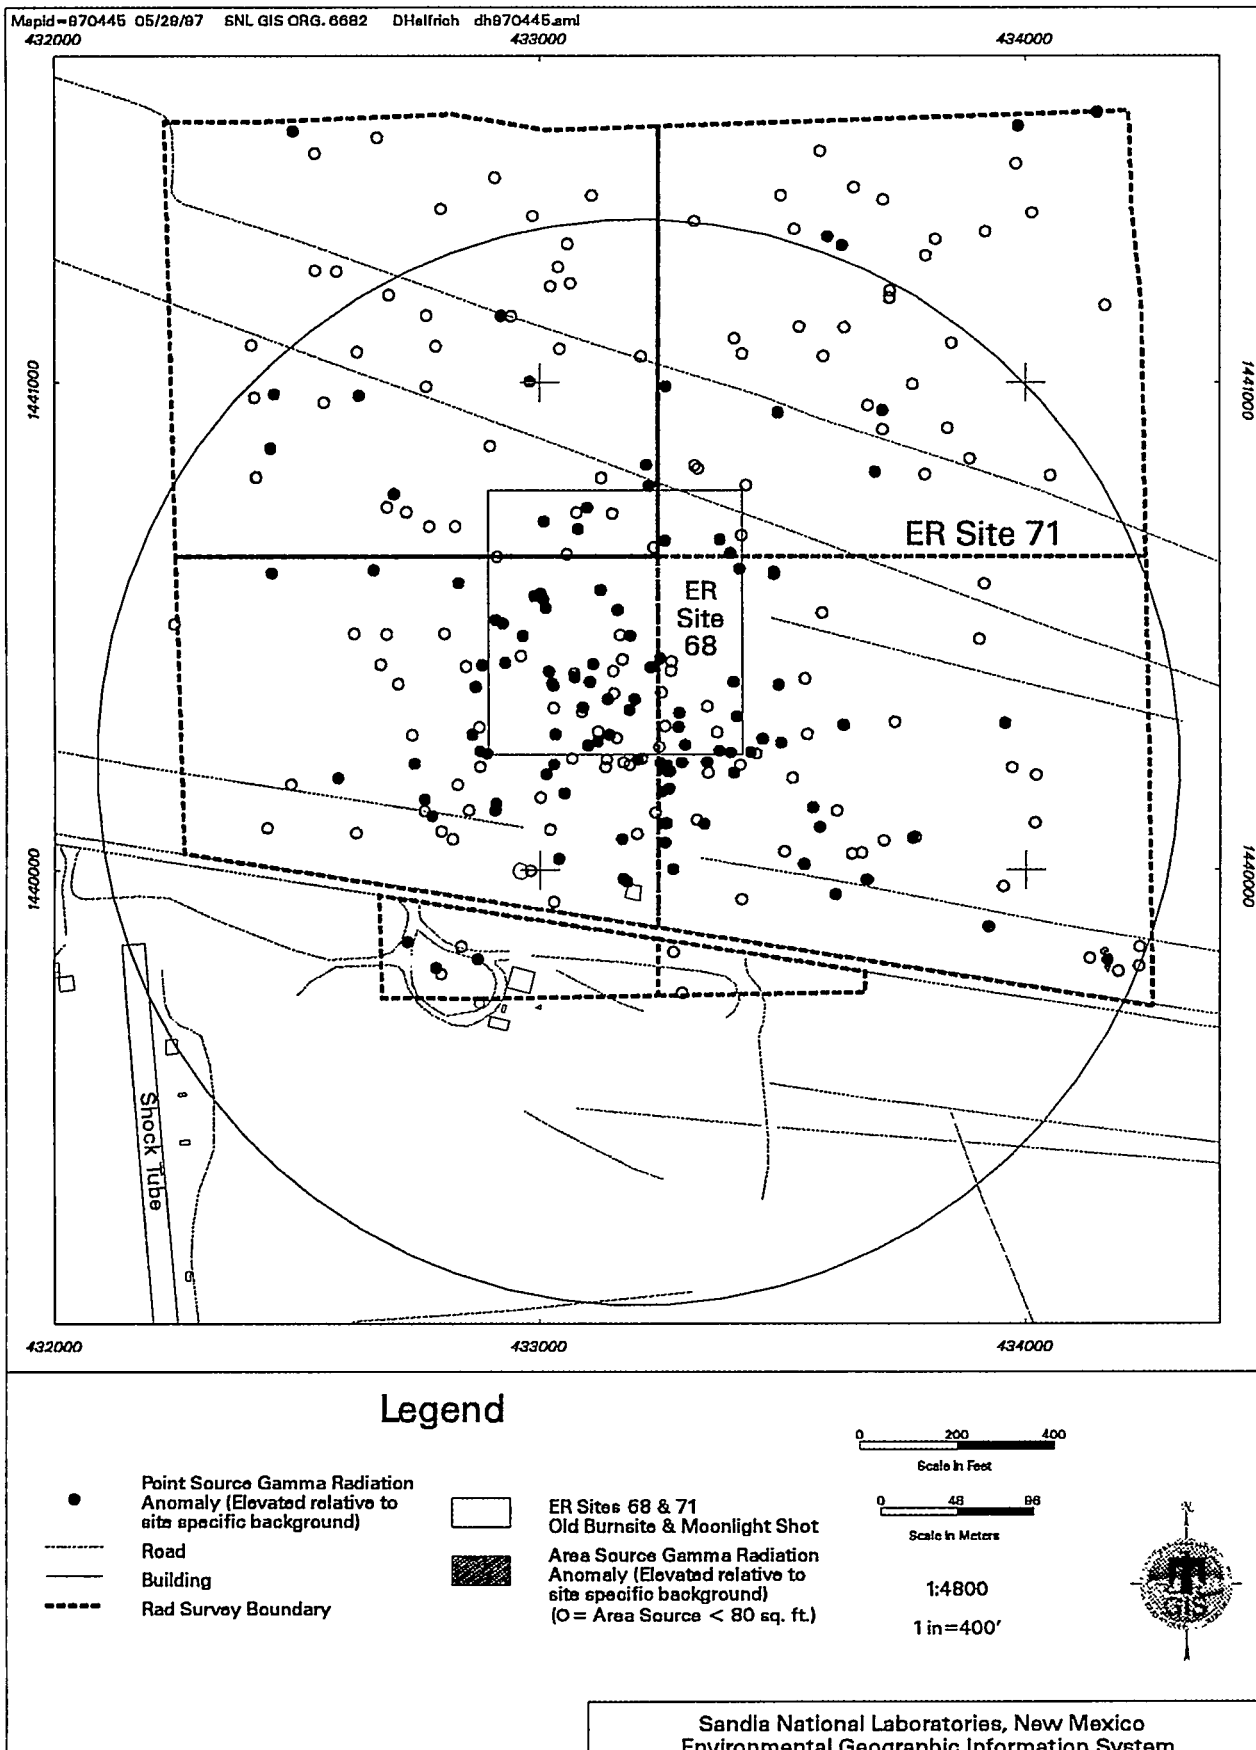 MapId=970445 05/29/97 SNL GIS ORG. 6682 DHelfrich dh970445.aml
432000 433000 434000
1441000 1441000
ER Site 71
ER
Site
68
1440000 1440000
Shock Tube
432000 433000 434000
Legend
Point Source Gamma Radiation
Anomaly (Elevated relative to
site specific background)
Road
Building
Rad Survey Boundary
ER Sites 68 & 71
Old Burnsite & Moonlight Shot
Area Source Gamma Radiation
Anomaly (Elevated relative to
site specific background)
(O = Area Source < 80 sq. ft.)
0 200 400
Scale in Feet
0 48 96
Scale in Meters
1:4800
1 in=400'
N
GIS
Sandia National Laboratories, New Mexico
Environmental Geographic Information System